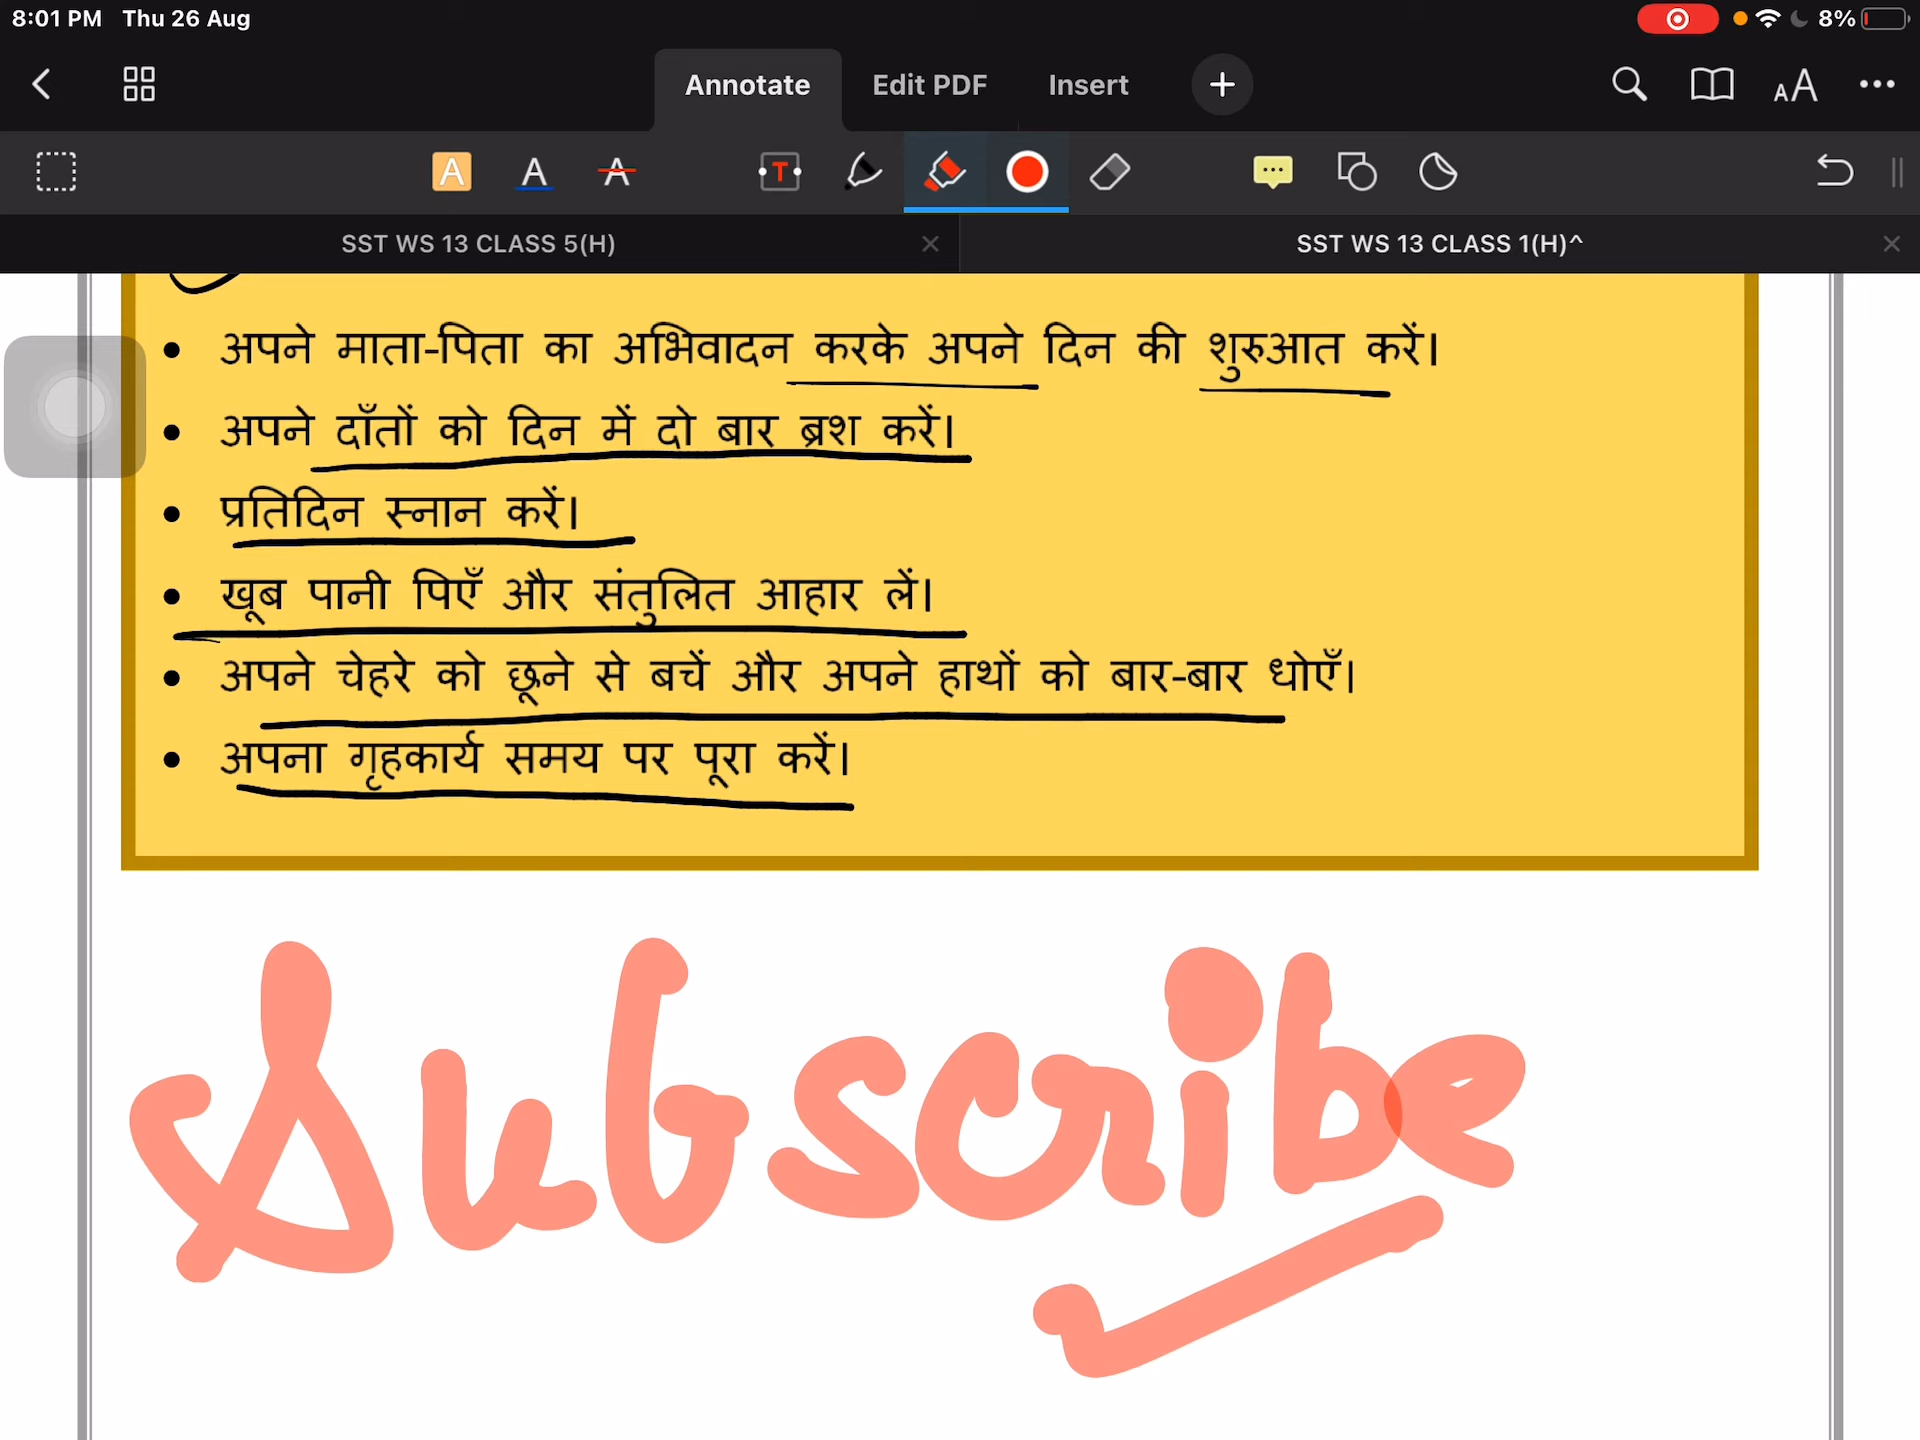 8:01 PM Thu 26 Aug
8%
Annotate Edit PDF Insert
SST WS 13 CLASS 5(H)
SST WS 13 CLASS 1(H)^
• अपने माता-पिता का अभिवादन करके अपने दिन की शुरुआत करें।
• अपने दाँतों को दिन में दो बार ब्रश करें।
• प्रतिदिन स्नान करें।
• खूब पानी पिएँ और संतुलित आहार लें।
• अपने चेहरे को छूने से बचें और अपने हाथों को बार-बार धोएँ।
• अपना गृहकार्य समय पर पूरा करें।
Subscribe